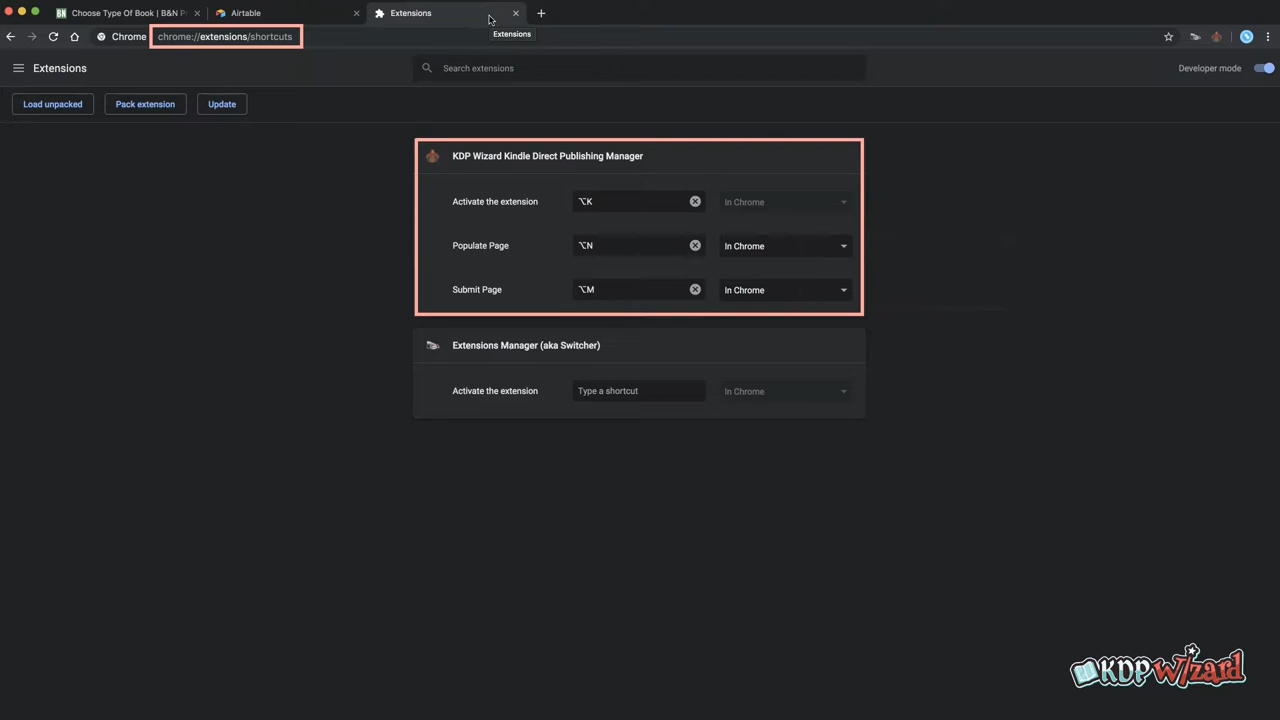 BN Choose Type Of Book | B&N P
Airtable
Extensions
Chrome
chrome://extensions/shortcuts
Extensions
Extensions
Search extensions
Developer mode
Load unpacked
Pack extension
Update
KDP Wizard Kindle Direct Publishing Manager
Activate the extension
⌥K
In Chrome
Populate Page
⌥N
In Chrome
Submit Page
⌥M
In Chrome
Extensions Manager (aka Switcher)
Activate the extension
Type a shortcut
In Chrome
KDP Wizard